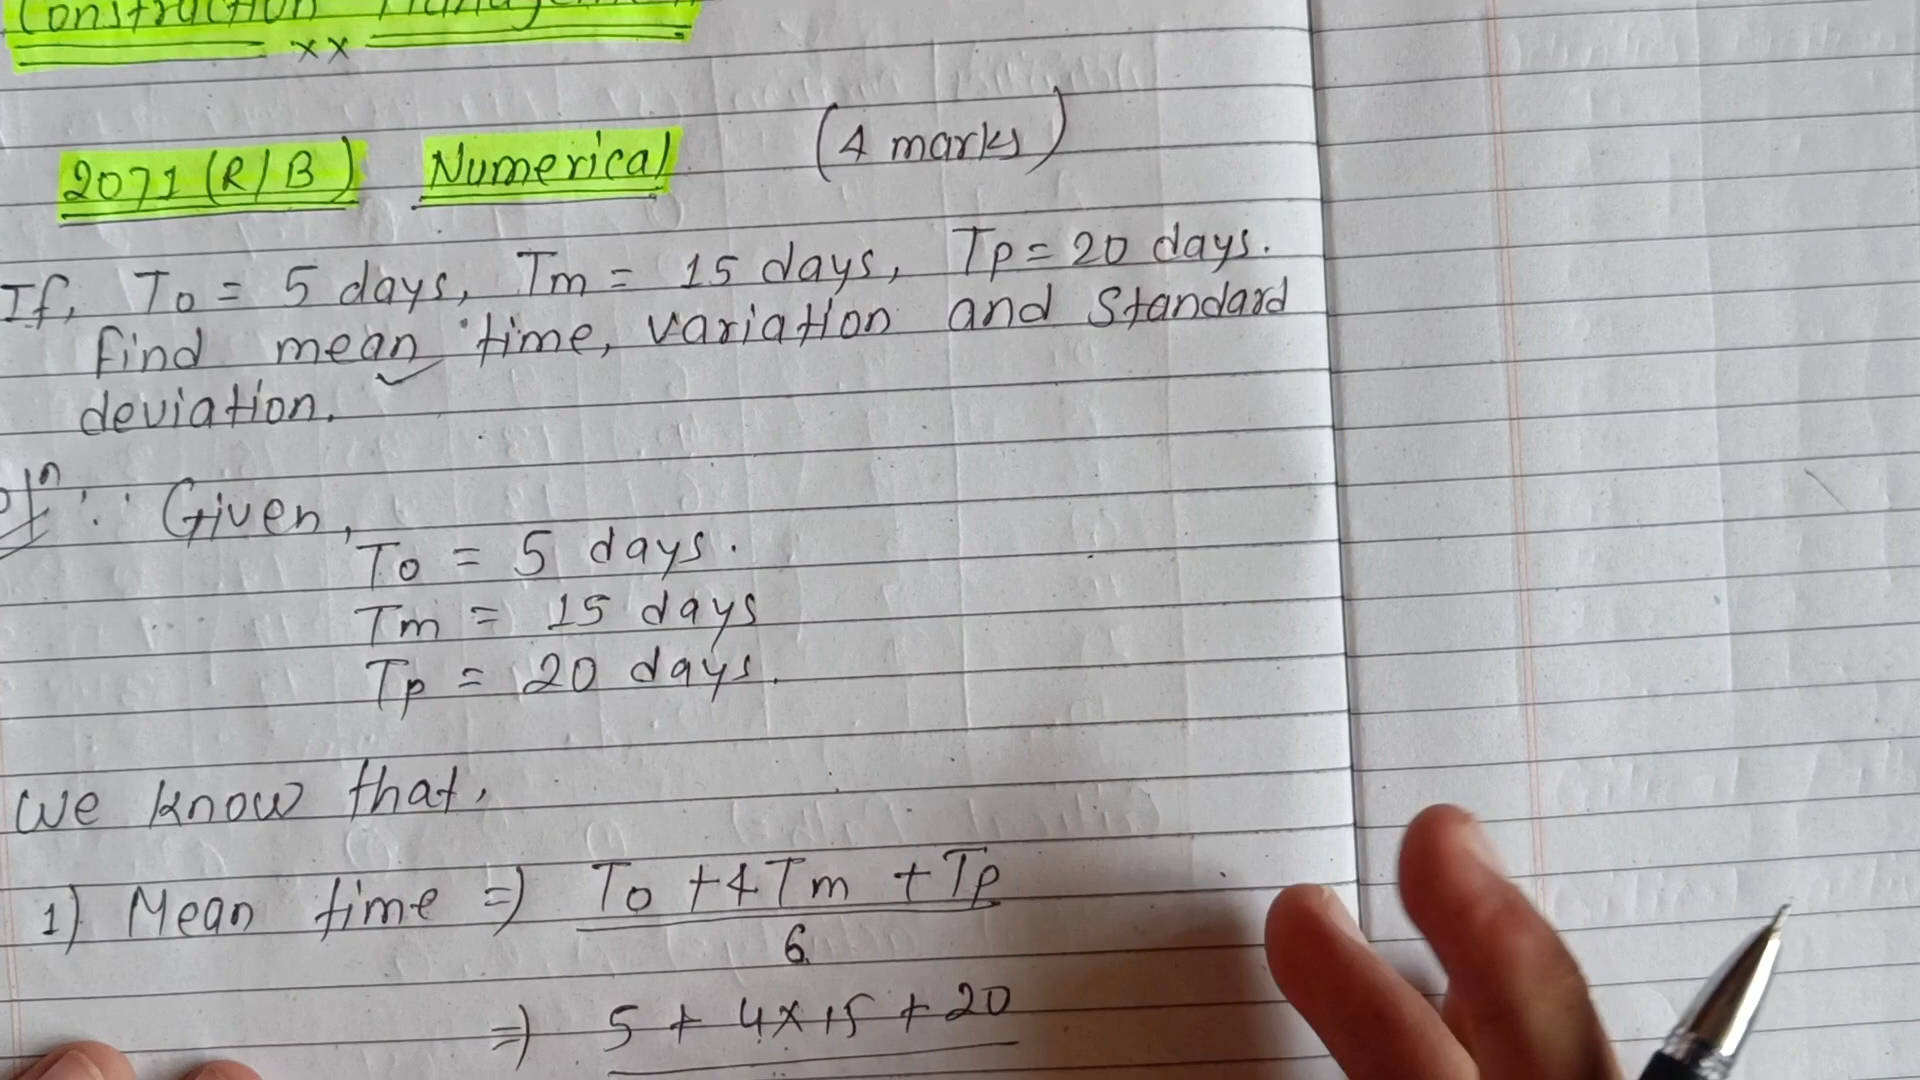 Construction Management
xx
2071 (R/B) Numerical (4 marks)
If, To = 5 days, Tm = 15 days, Tp = 20 days.
find mean time, variation and standard
deviation.
Given,
To = 5 days.
Tm = 15 days
Tp = 20 days.
we know that,
1) Mean time => To + 4Tm + Tp
6
=> 5 + 4x15 + 20